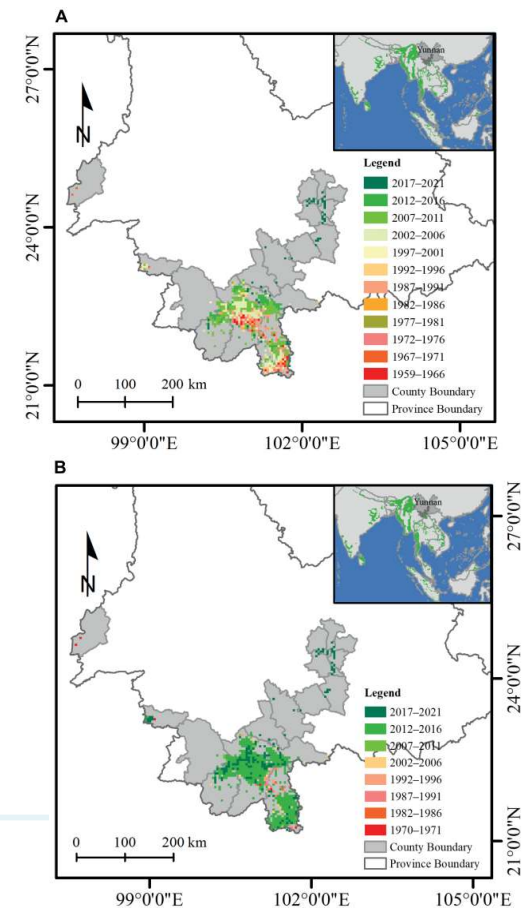 A
Yunnan
27°0'0"N
24°0'0"N
21°0'0"N
N
Legend
2017–2021
2012–2016
2007–2011
2002–2006
1997–2001
1992–1996
1987–1991
1982–1986
1977–1981
1972–1976
1967–1971
1959–1966
County Boundary
Province Boundary
0 100 200 km
99°0'0"E 102°0'0"E 105°0'0"E
B
Yunnan
27°0'0"N
24°0'0"N
21°0'0"N
N
Legend
2017–2021
2012–2016
2007–2011
2002–2006
1992–1996
1987–1991
1982–1986
1970–1971
County Boundary
Province Boundary
0 100 200 km
99°0'0"E 102°0'0"E 105°0'0"E